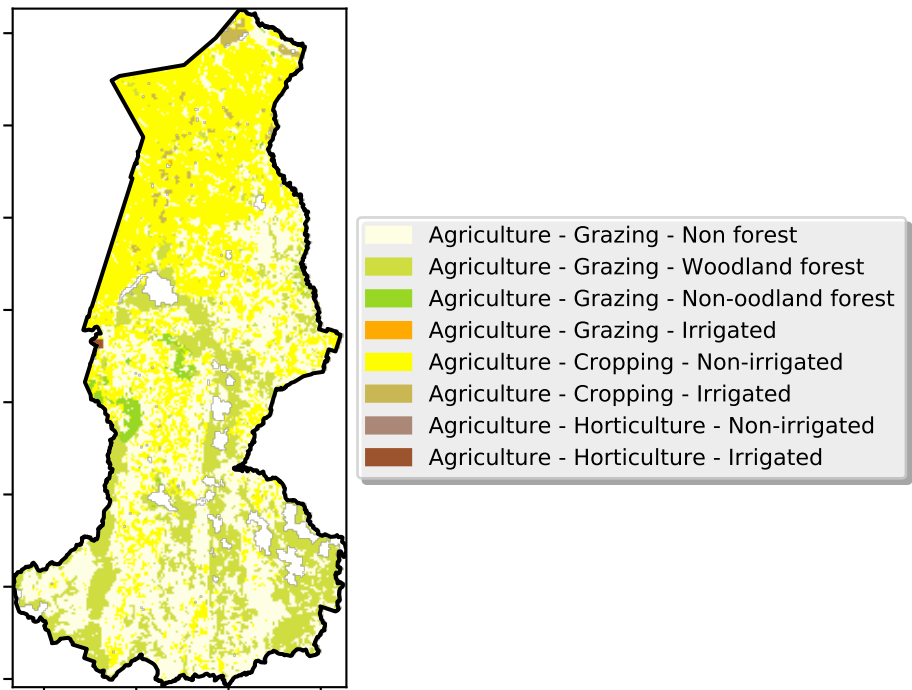 Agriculture - Grazing - Non forest
Agriculture - Grazing - Woodland forest
Agriculture - Grazing - Non-oodland forest
Agriculture - Grazing - Irrigated
Agriculture - Cropping - Non-irrigated
Agriculture - Cropping - Irrigated
Agriculture - Horticulture - Non-irrigated
Agriculture - Horticulture - Irrigated